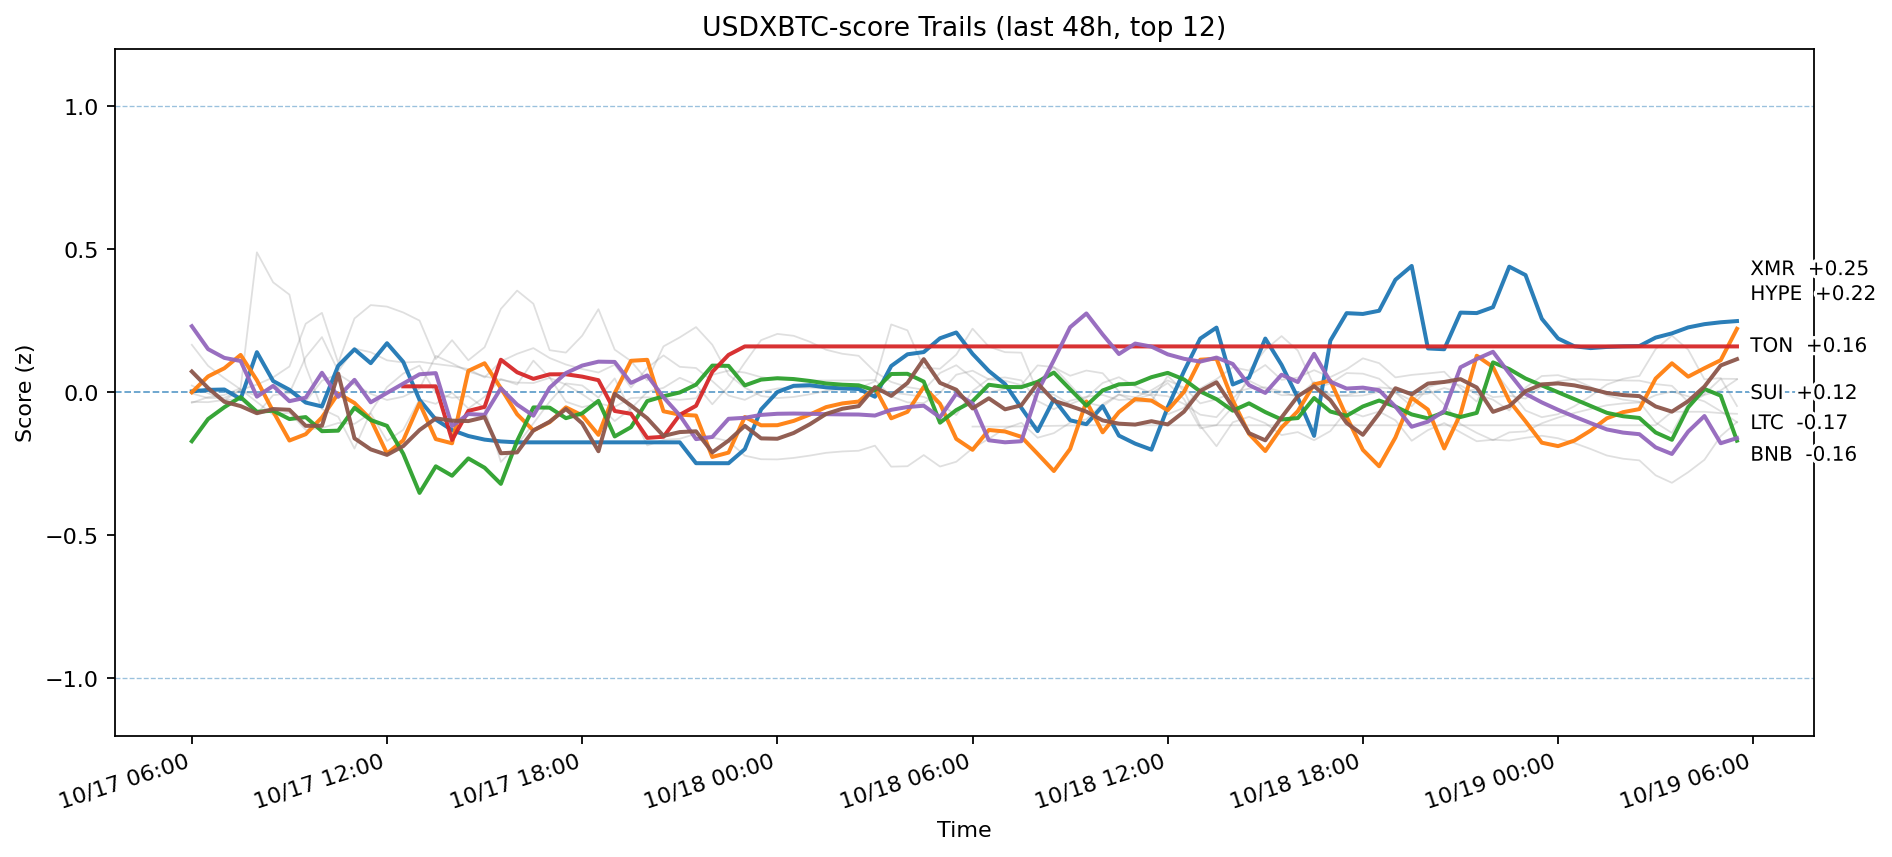 USDXBTC-score Trails (last 48h, top 12)
Score (z)
1.0
0.5
0.0
−0.5
−1.0
XMR +0.25
HYPE +0.22
TON +0.16
SUI +0.12
LTC -0.17
BNB -0.16
10/17 06:00
10/17 12:00
10/17 18:00
10/18 00:00
10/18 06:00
10/18 12:00
10/18 18:00
10/19 00:00
10/19 06:00
Time